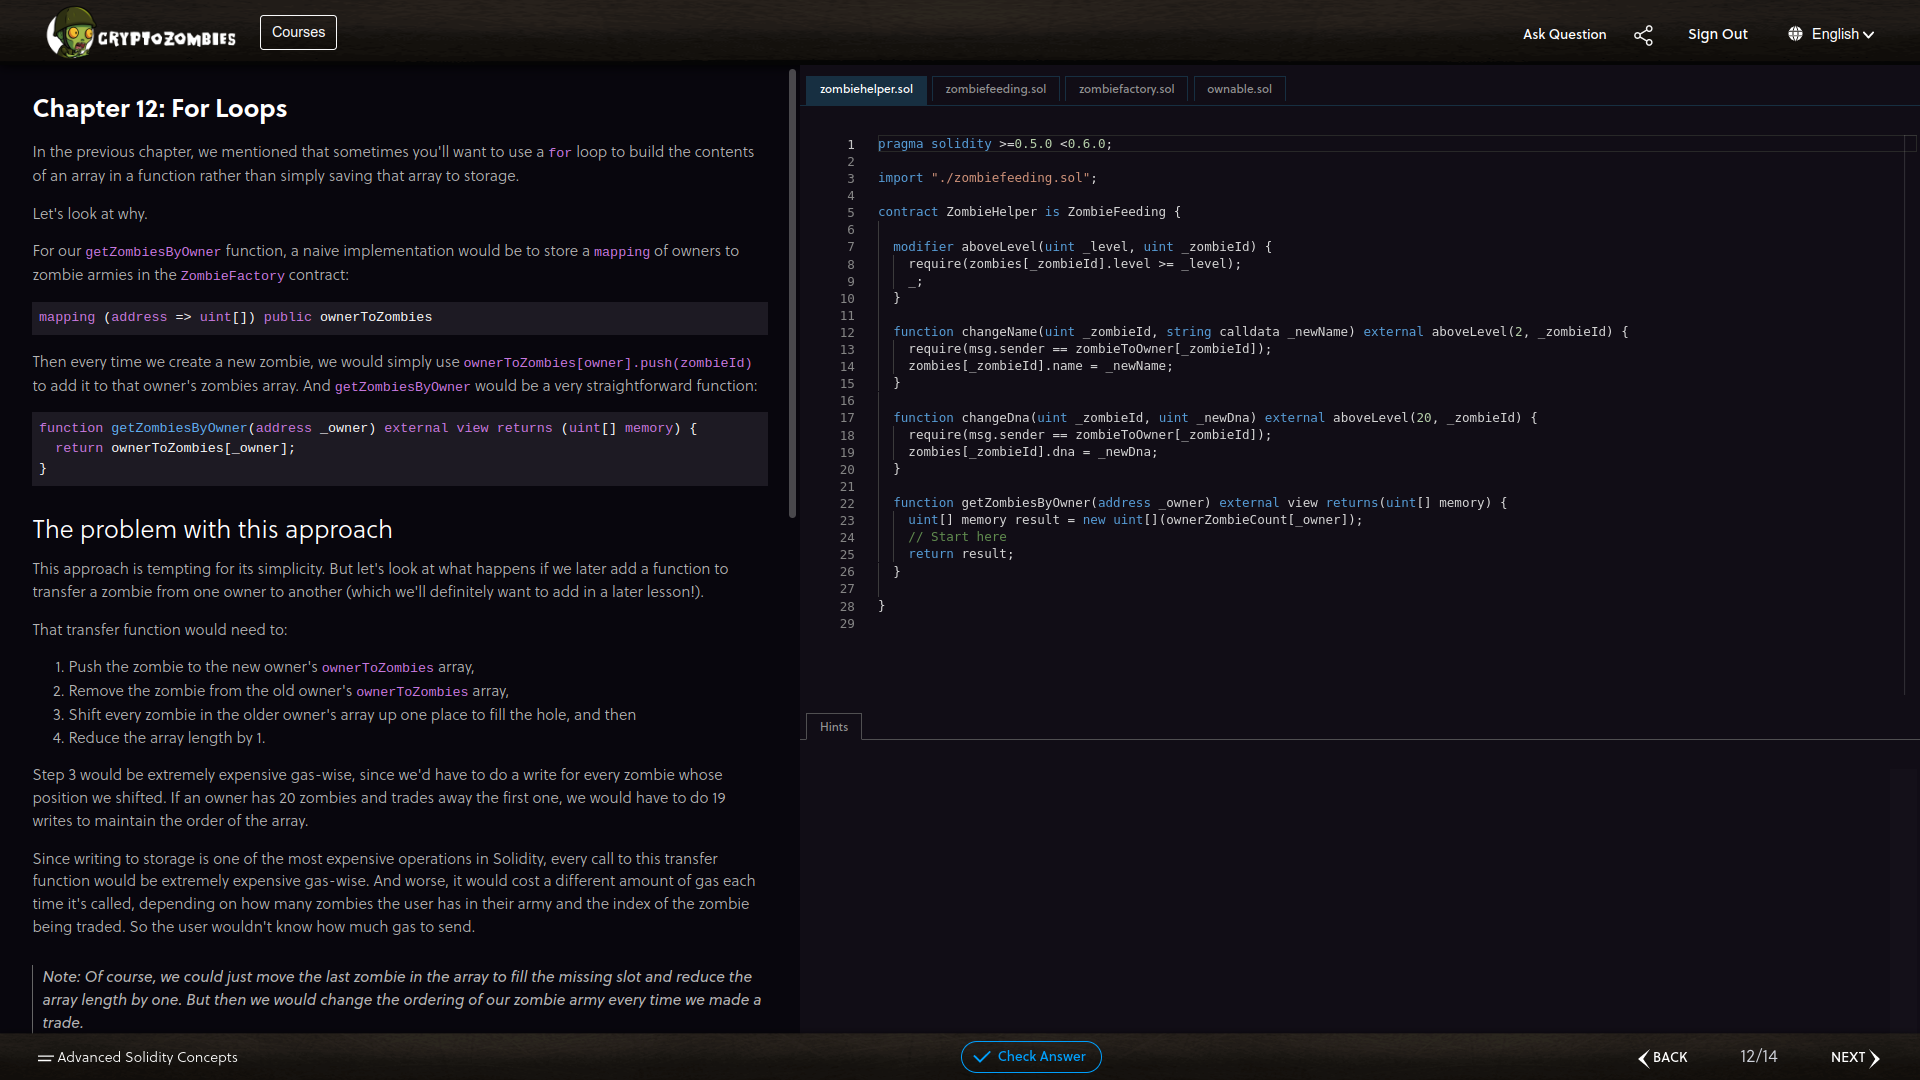 CRYPTOZOMBIES
Courses
Ask Question
Sign Out
English
Chapter 12: For Loops
In the previous chapter, we mentioned that sometimes you'll want to use a for loop to build the contents
of an array in a function rather than simply saving that array to storage.
Let's look at why.
For our getZombiesByOwner function, a naive implementation would be to store a mapping of owners to
zombie armies in the ZombieFactory contract:
mapping (address => uint[]) public ownerToZombies
Then every time we create a new zombie, we would simply use ownerToZombies[owner].push(zombieId)
to add it to that owner's zombies array. And getZombiesByOwner would be a very straightforward function:
function getZombiesByOwner(address _owner) external view returns (uint[] memory) {
  return ownerToZombies[_owner];
}
The problem with this approach
This approach is tempting for its simplicity. But let's look at what happens if we later add a function to
transfer a zombie from one owner to another (which we'll definitely want to add in a later lesson!).
That transfer function would need to:
1. Push the zombie to the new owner's ownerToZombies array,
2. Remove the zombie from the old owner's ownerToZombies array,
3. Shift every zombie in the older owner's array up one place to fill the hole, and then
4. Reduce the array length by 1.
Step 3 would be extremely expensive gas-wise, since we'd have to do a write for every zombie whose
position we shifted. If an owner has 20 zombies and trades away the first one, we would have to do 19
writes to maintain the order of the array.
Since writing to storage is one of the most expensive operations in Solidity, every call to this transfer
function would be extremely expensive gas-wise. And worse, it would cost a different amount of gas each
time it's called, depending on how many zombies the user has in their army and the index of the zombie
being traded. So the user wouldn't know how much gas to send.
Note: Of course, we could just move the last zombie in the array to fill the missing slot and reduce the
array length by one. But then we would change the ordering of our zombie army every time we made a
trade.
zombiehelper.sol
zombiefeeding.sol
zombiefactory.sol
ownable.sol
1 pragma solidity >=0.5.0 <0.6.0;
2
3 import "./zombiefeeding.sol";
4
5 contract ZombieHelper is ZombieFeeding {
6
7   modifier aboveLevel(uint _level, uint _zombieId) {
8     require(zombies[_zombieId].level >= _level);
9     _;
10   }
11
12   function changeName(uint _zombieId, string calldata _newName) external aboveLevel(2, _zombieId) {
13     require(msg.sender == zombieToOwner[_zombieId]);
14     zombies[_zombieId].name = _newName;
15   }
16
17   function changeDna(uint _zombieId, uint _newDna) external aboveLevel(20, _zombieId) {
18     require(msg.sender == zombieToOwner[_zombieId]);
19     zombies[_zombieId].dna = _newDna;
20   }
21
22   function getZombiesByOwner(address _owner) external view returns(uint[] memory) {
23     uint[] memory result = new uint[](ownerZombieCount[_owner]);
24     // Start here
25     return result;
26   }
27
28 }
29
Hints
Advanced Solidity Concepts
Check Answer
BACK
12/14
NEXT